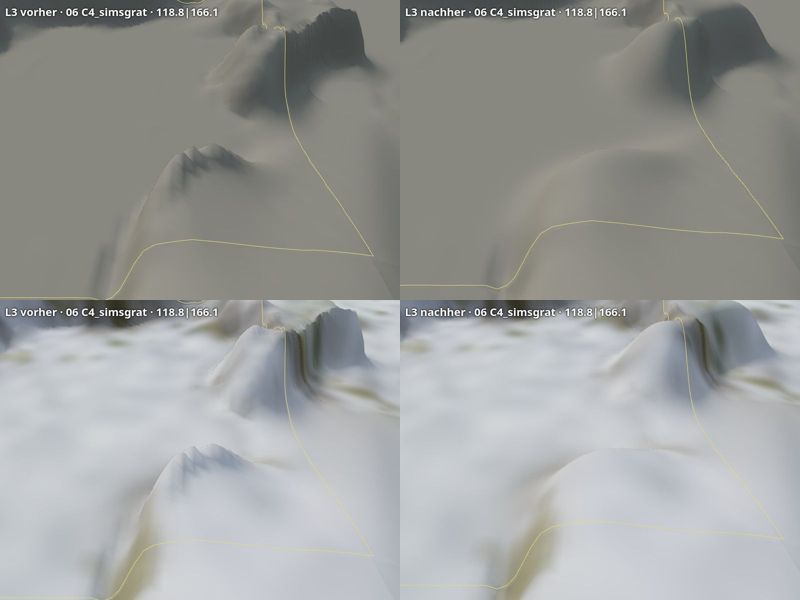 L3 vorher · 06 C4_simsgrat · 118.8|166.1
L3 nachher · 06 C4_simsgrat · 118.8|166.1
L3 vorher · 06 C4_simsgrat · 118.8|166.1
L3 nachher · 06 C4_simsgrat · 118.8|166.1